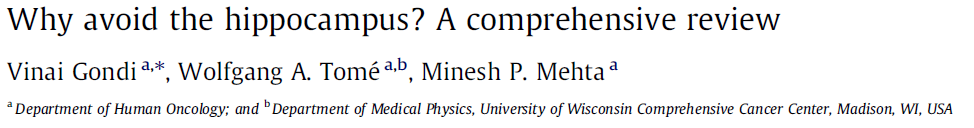 Why avoid the hippocampus? A comprehensive review
Vinai Gondi a,*, Wolfgang A. Tomé a,b, Minesh P. Mehta a
a Department of Human Oncology; and b Department of Medical Physics, University of Wisconsin Comprehensive Cancer Center, Madison, WI, USA